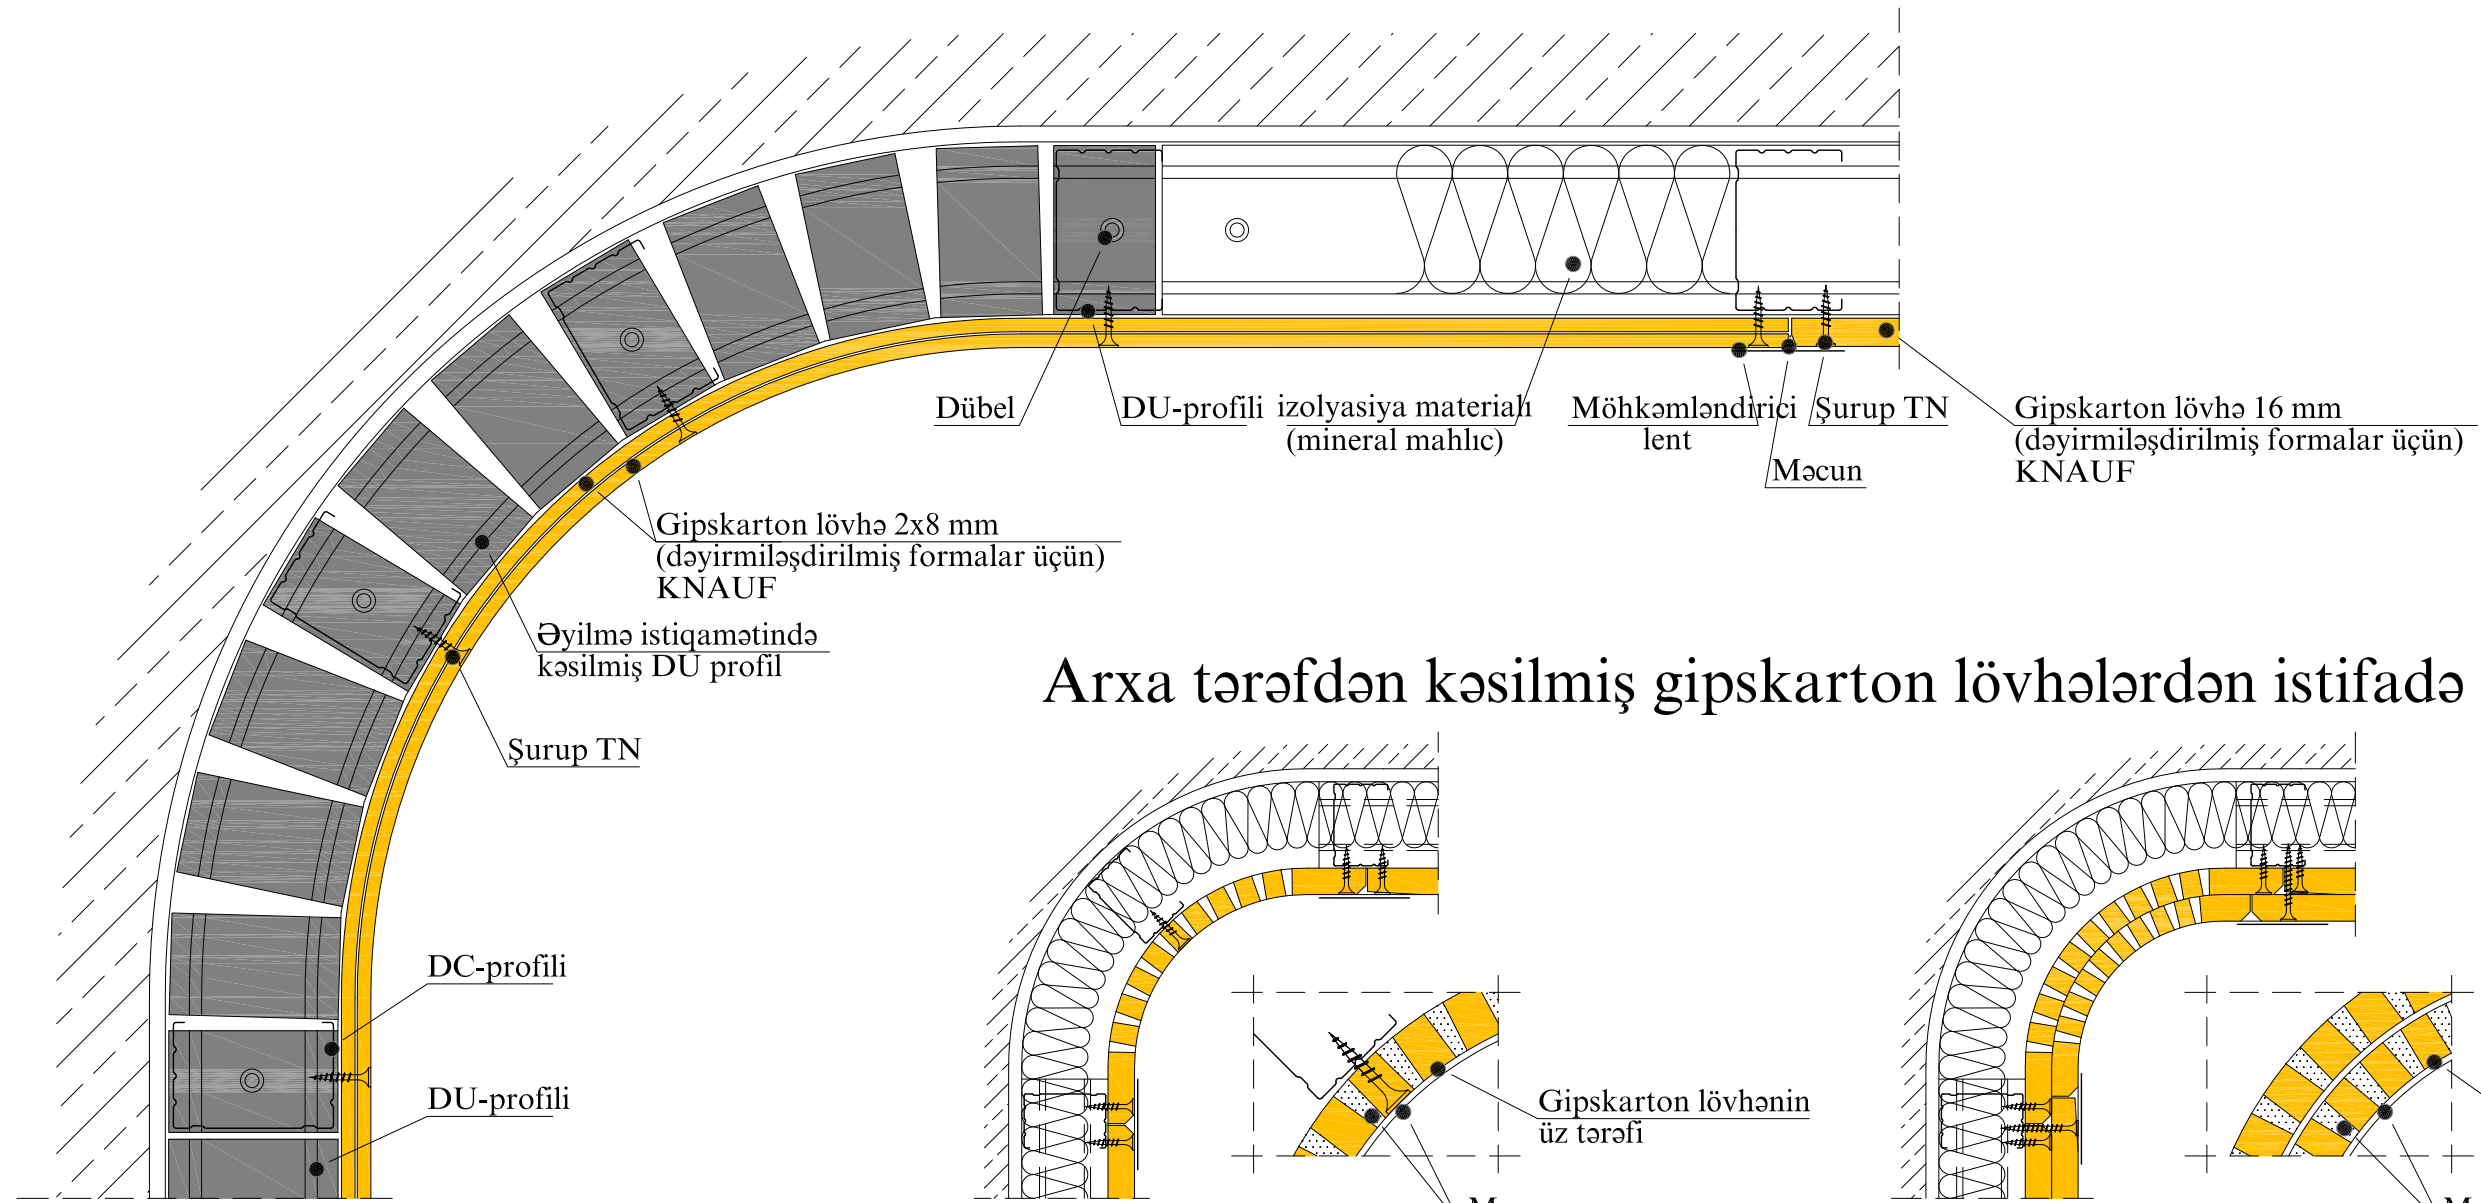 Dübel
DU-profili
izolyasiya materialı
(mineral mahlıc)
Möhkəmləndirici
lent
Şurup TN
Məcun
Gipskarton lövhə 16 mm
(dəyirmiləşdirilmiş formalar üçün)
KNAUF
Gipskarton lövhə 2x8 mm
(dəyirmiləşdirilmiş formalar üçün)
KNAUF
Əyilmə istiqamətində
kəsilmiş DU profil
Şurup TN
Arxa tərəfdən kəsilmiş gipskarton lövhələrdən istifadə
DC-profili
DU-profili
Gipskarton lövhənin
üz tərəfi